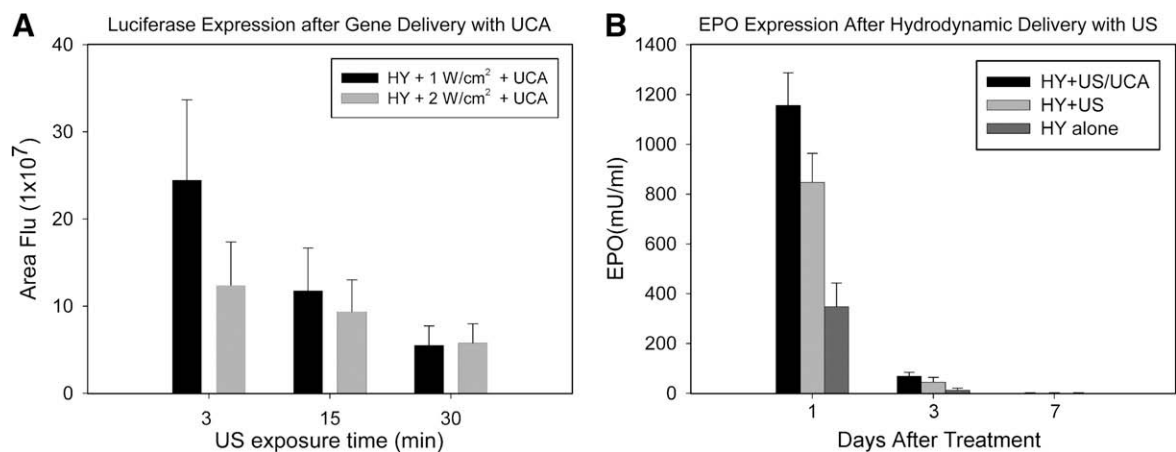 A
Luciferase Expression after Gene Delivery with UCA
40
30
20
10
0
Area Flu (1x10⁷)
HY + 1 W/cm² + UCA
HY + 2 W/cm² + UCA
3 15 30
US exposure time (min)
B
EPO Expression After Hydrodynamic Delivery with US
1400
1200
1000
800
600
400
200
0
EPO(mU/ml)
HY+US/UCA
HY+US
HY alone
1 3 7
Days After Treatment